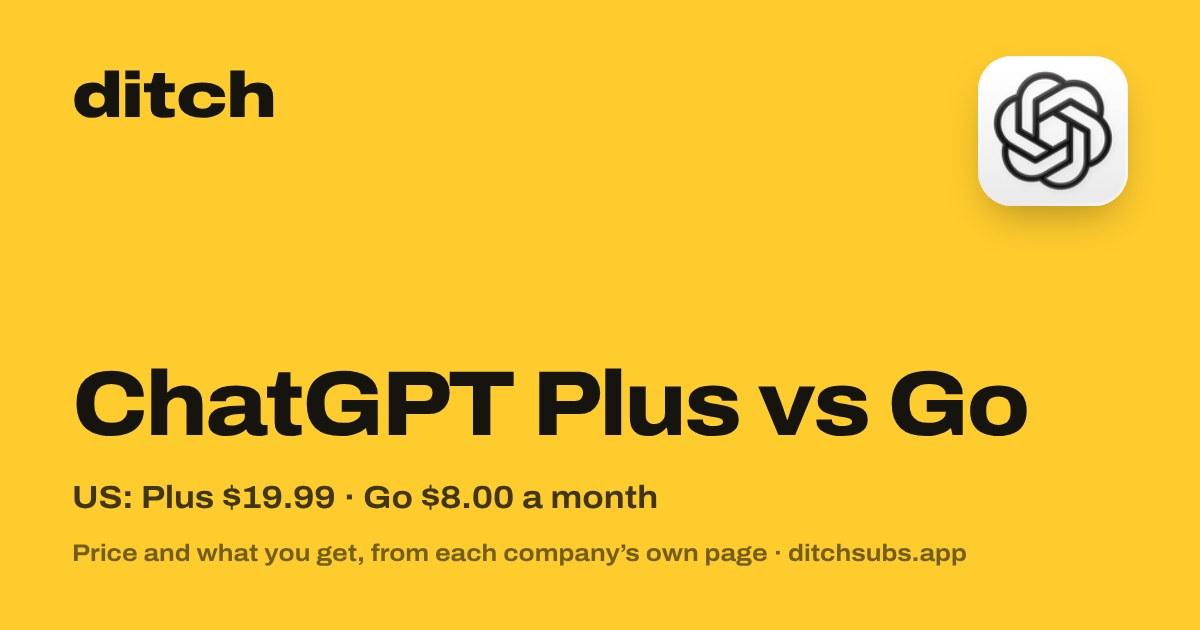 ditch
ChatGPT Plus vs Go
US: Plus $19.99 · Go $8.00 a month
Price and what you get, from each company’s own page · ditchsubs.app